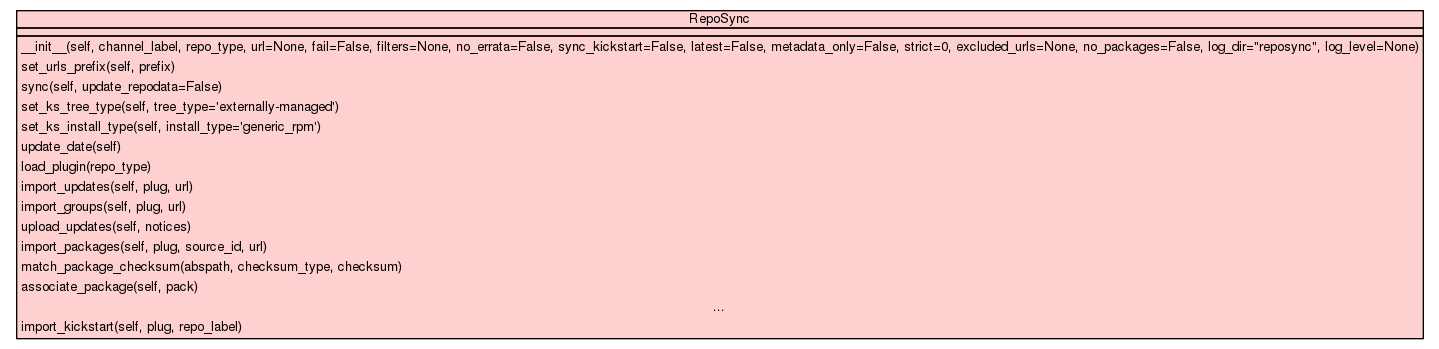 RepoSync
__init__(self, channel_label, repo_type, url=None, fail=False, filters=None, no_errata=False, sync_kickstart=False, latest=False, metadata_only=False, strict=0, excluded_urls=None, no_packages=False, log_dir="reposync", log_level=None)
set_urls_prefix(self, prefix)
sync(self, update_repodata=False)
set_ks_tree_type(self, tree_type='externally-managed')
set_ks_install_type(self, install_type='generic_rpm')
update_date(self)
load_plugin(repo_type)
import_updates(self, plug, url)
import_groups(self, plug, url)
upload_updates(self, notices)
import_packages(self, plug, source_id, url)
match_package_checksum(abspath, checksum_type, checksum)
associate_package(self, pack)
...
import_kickstart(self, plug, repo_label)